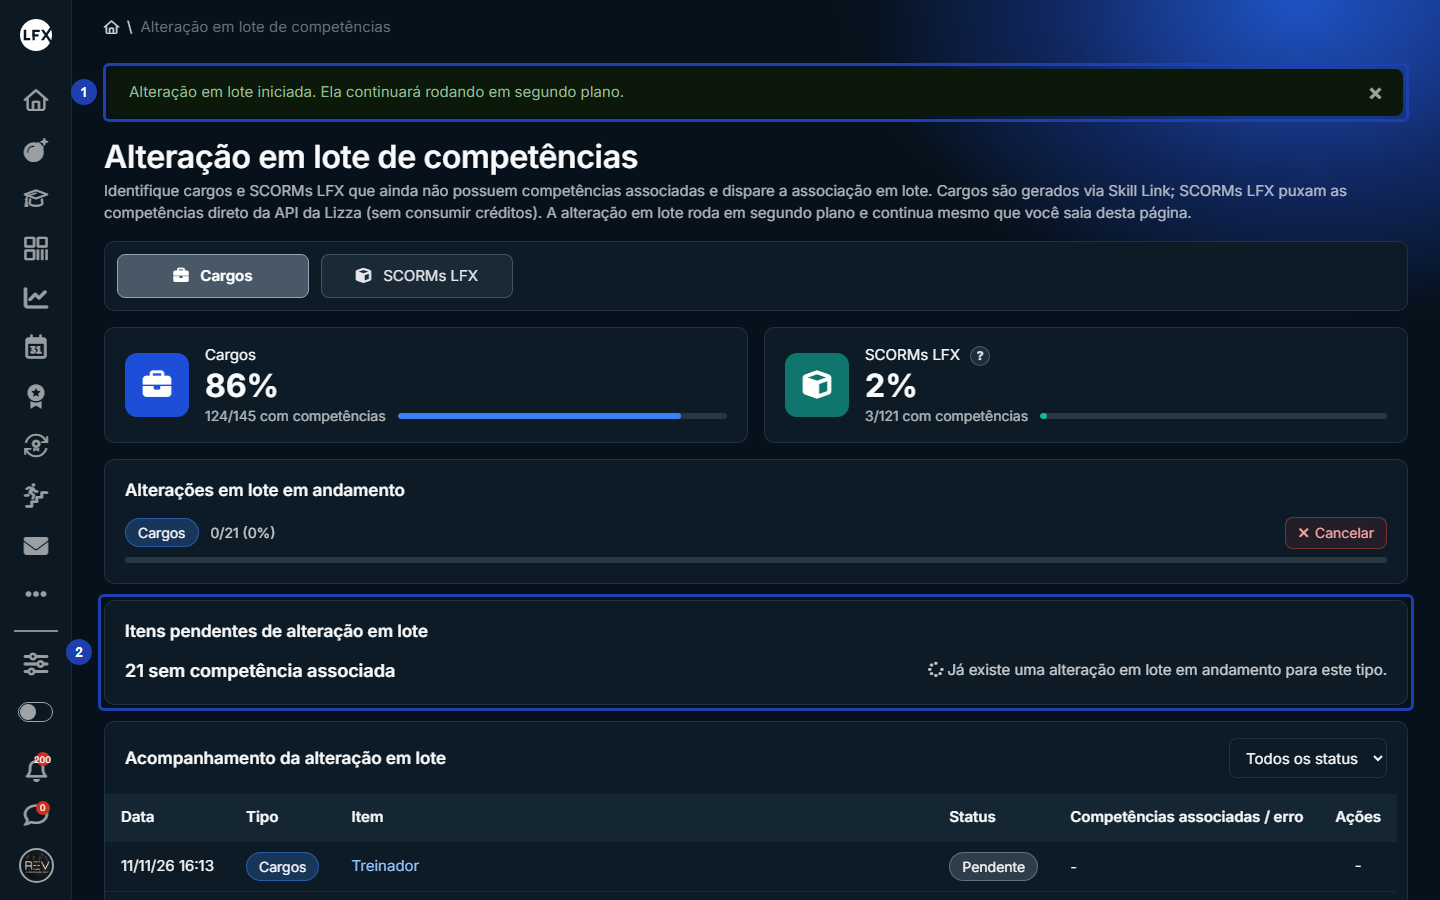 LFX
\ Alteração em lote de competências
1
Alteração em lote iniciada. Ela continuará rodando em segundo plano.
×
Alteração em lote de competências
Identifique cargos e SCORMs LFX que ainda não possuem competências associadas e dispare a associação em lote. Cargos são gerados via Skill Link; SCORMs LFX puxam as
competências direto da API da Lizza (sem consumir créditos). A alteração em lote roda em segundo plano e continua mesmo que você saia desta página.
Cargos
SCORMs LFX
Cargos
86%
124/145 com competências
SCORMs LFX ?
2%
3/121 com competências
31
Alterações em lote em andamento
Cargos 0/21 (0%)
× Cancelar
2
Itens pendentes de alteração em lote
21 sem competência associada
Já existe uma alteração em lote em andamento para este tipo.
Acompanhamento da alteração em lote
Todos os status
200
0
REV
Data Tipo Item Status Competências associadas / erro Ações
11/11/26 16:13 Cargos Treinador Pendente - -